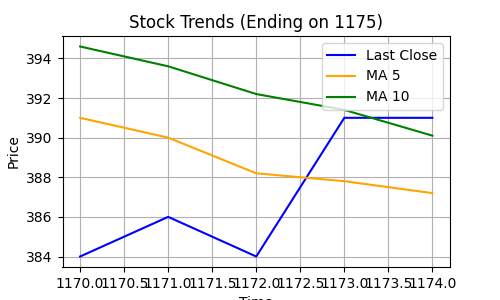 Stock Trends (Ending on 1175)
Last Close
MA 5
MA 10
Price
394
392
390
388
386
384
1170.0 1170.5 1171.0 1171.5 1172.0 1172.5 1173.0 1173.5 1174.0
Time